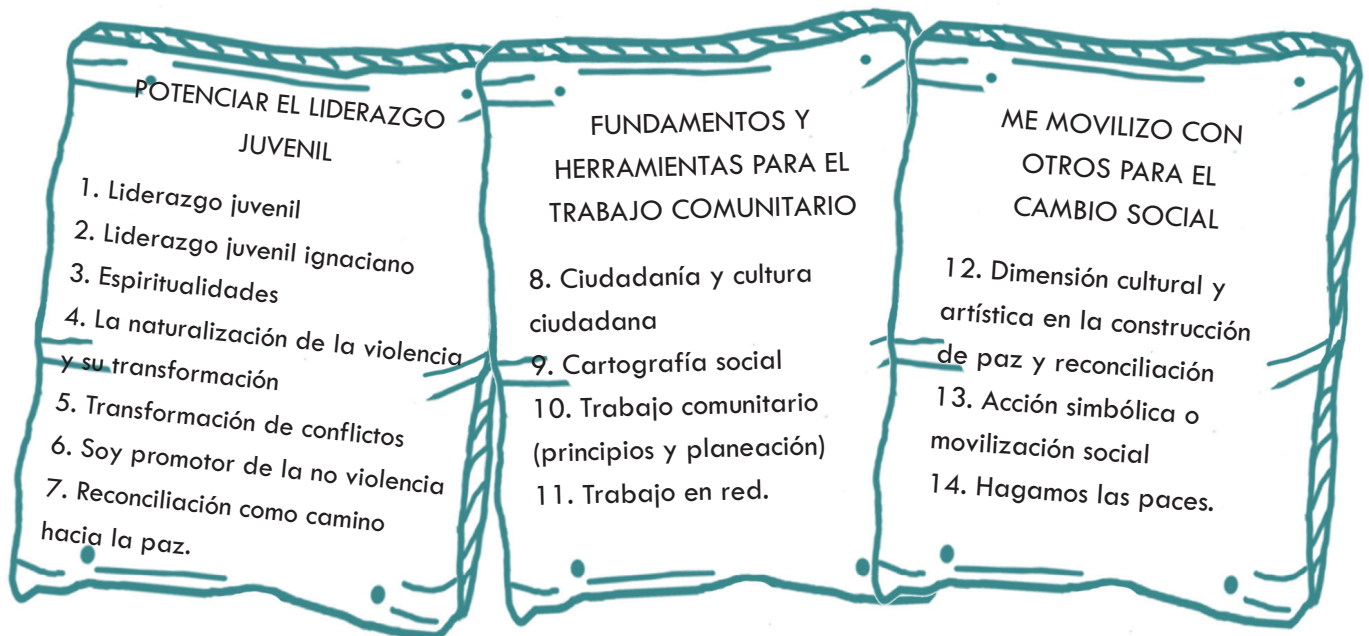 POTENCIAR EL LIDERAZGO
JUVENIL
1. Liderazgo juvenil
2. Liderazgo juvenil ignaciano
3. Espiritualidades
4. La naturalización de la violencia
y su transformación
5. Transformación de conflictos
6. Soy promotor de la no violencia
7. Reconciliación como camino
hacia la paz.
FUNDAMENTOS Y
HERRAMIENTAS PARA EL
TRABAJO COMUNITARIO
8. Ciudadanía y cultura
ciudadana
9. Cartografía social
10. Trabajo comunitario
(principios y planeación)
11. Trabajo en red.
ME MOVILIZO CON
OTROS PARA EL
CAMBIO SOCIAL
12. Dimensión cultural y
artística en la construcción
de paz y reconciliación
13. Acción simbólica o
movilización social
14. Hagamos las paces.